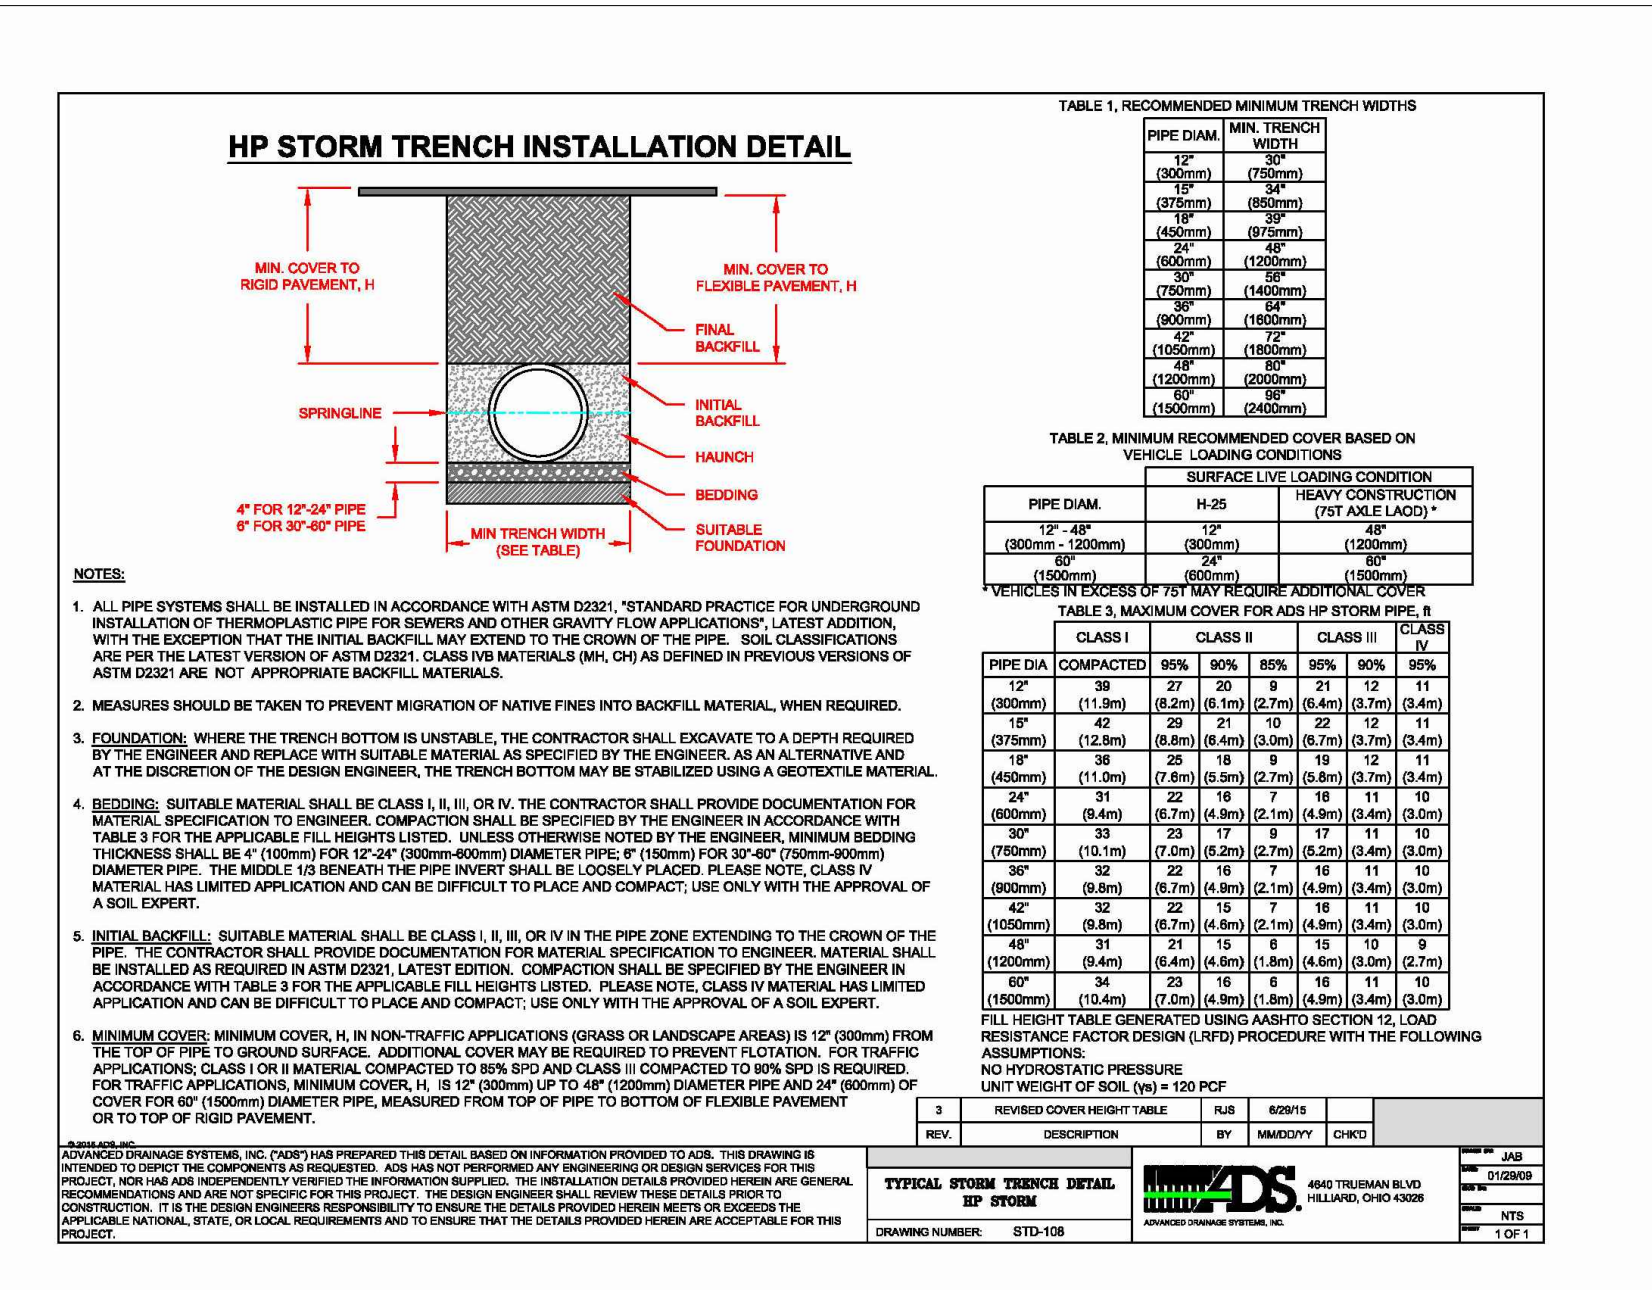 HP STORM TRENCH INSTALLATION DETAIL
MIN. COVER TO
RIGID PAVEMENT, H
MIN. COVER TO
FLEXIBLE PAVEMENT, H
FINAL
BACKFILL
SPRINGLINE
INITIAL
BACKFILL
HAUNCH
BEDDING
4" FOR 12"-24" PIPE
6" FOR 30"-60" PIPE
MIN TRENCH WIDTH
(SEE TABLE)
SUITABLE
FOUNDATION
NOTES:
1. ALL PIPE SYSTEMS SHALL BE INSTALLED IN ACCORDANCE WITH ASTM D2321, "STANDARD PRACTICE FOR UNDERGROUND
INSTALLATION OF THERMOPLASTIC PIPE FOR SEWERS AND OTHER GRAVITY FLOW APPLICATIONS", LATEST ADDITION,
WITH THE EXCEPTION THAT THE INITIAL BACKFILL MAY EXTEND TO THE CROWN OF THE PIPE. SOIL CLASSIFICATIONS
ARE PER THE LATEST VERSION OF ASTM D2321. CLASS IVB MATERIALS (MH, CH) AS DEFINED IN PREVIOUS VERSIONS OF
ASTM D2321 ARE NOT APPROPRIATE BACKFILL MATERIALS.
2. MEASURES SHOULD BE TAKEN TO PREVENT MIGRATION OF NATIVE FINES INTO BACKFILL MATERIAL, WHEN REQUIRED.
3. FOUNDATION: WHERE THE TRENCH BOTTOM IS UNSTABLE, THE CONTRACTOR SHALL EXCAVATE TO A DEPTH REQUIRED
BY THE ENGINEER AND REPLACE WITH SUITABLE MATERIAL AS SPECIFIED BY THE ENGINEER. AS AN ALTERNATIVE AND
AT THE DISCRETION OF THE DESIGN ENGINEER, THE TRENCH BOTTOM MAY BE STABILIZED USING A GEOTEXTILE MATERIAL.
4. BEDDING: SUITABLE MATERIAL SHALL BE CLASS I, II, III, OR IV. THE CONTRACTOR SHALL PROVIDE DOCUMENTATION FOR
MATERIAL SPECIFICATION TO ENGINEER. COMPACTION SHALL BE SPECIFIED BY THE ENGINEER IN ACCORDANCE WITH
TABLE 3 FOR THE APPLICABLE FILL HEIGHTS LISTED. UNLESS OTHERWISE NOTED BY THE ENGINEER, MINIMUM BEDDING
THICKNESS SHALL BE 4" (100mm) FOR 12"-24" (300mm-600mm) DIAMETER PIPE; 6" (150mm) FOR 30"-60" (750mm-900mm)
DIAMETER PIPE. THE MIDDLE 1/3 BENEATH THE PIPE INVERT SHALL BE LOOSELY PLACED. PLEASE NOTE, CLASS IV
MATERIAL HAS LIMITED APPLICATION AND CAN BE DIFFICULT TO PLACE AND COMPACT; USE ONLY WITH THE APPROVAL OF
A SOIL EXPERT.
5. INITIAL BACKFILL: SUITABLE MATERIAL SHALL BE CLASS I, II, III, OR IV IN THE PIPE ZONE EXTENDING TO THE CROWN OF THE
PIPE. THE CONTRACTOR SHALL PROVIDE DOCUMENTATION FOR MATERIAL SPECIFICATION TO ENGINEER. MATERIAL SHALL
BE INSTALLED AS REQUIRED IN ASTM D2321, LATEST EDITION. COMPACTION SHALL BE SPECIFIED BY THE ENGINEER IN
ACCORDANCE WITH TABLE 3 FOR THE APPLICABLE FILL HEIGHTS LISTED. PLEASE NOTE, CLASS IV MATERIAL HAS LIMITED
APPLICATION AND CAN BE DIFFICULT TO PLACE AND COMPACT; USE ONLY WITH THE APPROVAL OF A SOIL EXPERT.
6. MINIMUM COVER: MINIMUM COVER, H, IN NON-TRAFFIC APPLICATIONS (GRASS OR LANDSCAPE AREAS) IS 12" (300mm) FROM
THE TOP OF PIPE TO GROUND SURFACE. ADDITIONAL COVER MAY BE REQUIRED TO PREVENT FLOTATION. FOR TRAFFIC
APPLICATIONS; CLASS I OR II MATERIAL COMPACTED TO 85% SPD AND CLASS III COMPACTED TO 90% SPD IS REQUIRED.
FOR TRAFFIC APPLICATIONS, MINIMUM COVER, H, IS 12" (300mm) UP TO 48" (1200mm) DIAMETER PIPE AND 24" (600mm) OF
COVER FOR 60" (1500mm) DIAMETER PIPE, MEASURED FROM TOP OF PIPE TO BOTTOM OF FLEXIBLE PAVEMENT
OR TO TOP OF RIGID PAVEMENT.
TABLE 1, RECOMMENDED MINIMUM TRENCH WIDTHS
PIPE DIAM. MIN. TRENCH WIDTH
12" 30"
(300mm) (750mm)
15" 34"
(375mm) (850mm)
18" 39"
(450mm) (975mm)
24" 48"
(600mm) (1200mm)
30" 56"
(750mm) (1400mm)
36" 64"
(900mm) (1600mm)
42" 72"
(1050mm) (1800mm)
48" 80"
(1200mm) (2000mm)
60" 96"
(1500mm) (2400mm)
TABLE 2, MINIMUM RECOMMENDED COVER BASED ON
VEHICLE LOADING CONDITIONS
SURFACE LIVE LOADING CONDITION
PIPE DIAM. H-25 HEAVY CONSTRUCTION
(75T AXLE LAOD) *
12" - 48" 12" 48"
(300mm - 1200mm) (300mm) (1200mm)
60" 24" 60"
(1500mm) (600mm) (1500mm)
* VEHICLES IN EXCESS OF 75T MAY REQUIRE ADDITIONAL COVER
TABLE 3, MAXIMUM COVER FOR ADS HP STORM PIPE, ft
CLASS I CLASS II CLASS III CLASS IV
PIPE DIA COMPACTED 95% 90% 85% 95% 90% 95%
12" 39 27 20 9 21 12 11
(300mm) (11.9m) (8.2m) (6.1m) (2.7m) (6.4m) (3.7m) (3.4m)
15" 42 29 21 10 22 12 11
(375mm) (12.8m) (8.8m) (6.4m) (3.0m) (6.7m) (3.7m) (3.4m)
18" 36 25 18 9 19 12 11
(450mm) (11.0m) (7.6m) (5.5m) (2.7m) (5.8m) (3.7m) (3.4m)
24" 31 22 16 7 16 11 10
(600mm) (9.4m) (6.7m) (4.9m) (2.1m) (4.9m) (3.4m) (3.0m)
30" 33 23 17 9 17 11 10
(750mm) (10.1m) (7.0m) (5.2m) (2.7m) (5.2m) (3.4m) (3.0m)
36" 32 22 16 7 16 11 10
(900mm) (9.8m) (6.7m) (4.9m) (2.1m) (4.9m) (3.4m) (3.0m)
42" 32 22 15 7 16 11 10
(1050mm) (9.8m) (6.7m) (4.6m) (2.1m) (4.9m) (3.4m) (3.0m)
48" 31 21 15 6 15 10 9
(1200mm) (9.4m) (6.4m) (4.6m) (1.8m) (4.6m) (3.0m) (2.7m)
60" 34 23 16 6 16 11 10
(1500mm) (10.4m) (7.0m) (4.9m) (1.8m) (4.9m) (3.4m) (3.0m)
FILL HEIGHT TABLE GENERATED USING AASHTO SECTION 12, LOAD
RESISTANCE FACTOR DESIGN (LRFD) PROCEDURE WITH THE FOLLOWING
ASSUMPTIONS:
NO HYDROSTATIC PRESSURE
UNIT WEIGHT OF SOIL (γs) = 120 PCF
3 REVISED COVER HEIGHT TABLE RJS 6/29/15
REV. DESCRIPTION BY MM/DD/YY CHK'D
© 2015 ADS, INC.
ADVANCED DRAINAGE SYSTEMS, INC. ("ADS") HAS PREPARED THIS DETAIL BASED ON INFORMATION PROVIDED TO ADS. THIS DRAWING IS
INTENDED TO DEPICT THE COMPONENTS AS REQUESTED. ADS HAS NOT PERFORMED ANY ENGINEERING OR DESIGN SERVICES FOR THIS
PROJECT, NOR HAS ADS INDEPENDENTLY VERIFIED THE INFORMATION SUPPLIED. THE INSTALLATION DETAILS PROVIDED HEREIN ARE GENERAL
RECOMMENDATIONS AND ARE NOT SPECIFIC FOR THIS PROJECT. THE DESIGN ENGINEER SHALL REVIEW THESE DETAILS PRIOR TO
CONSTRUCTION. IT IS THE DESIGN ENGINEERS RESPONSIBILITY TO ENSURE THE DETAILS PROVIDED HEREIN MEETS OR EXCEEDS THE
APPLICABLE NATIONAL, STATE, OR LOCAL REQUIREMENTS AND TO ENSURE THAT THE DETAILS PROVIDED HEREIN ARE ACCEPTABLE FOR THIS
PROJECT.
TYPICAL STORM TRENCH DETAIL
HP STORM
DRAWING NUMBER: STD-108
ADS
ADVANCED DRAINAGE SYSTEMS, INC.
4640 TRUEMAN BLVD
HILLIARD, OHIO 43026
JAB
01/29/09
NTS
1 OF 1